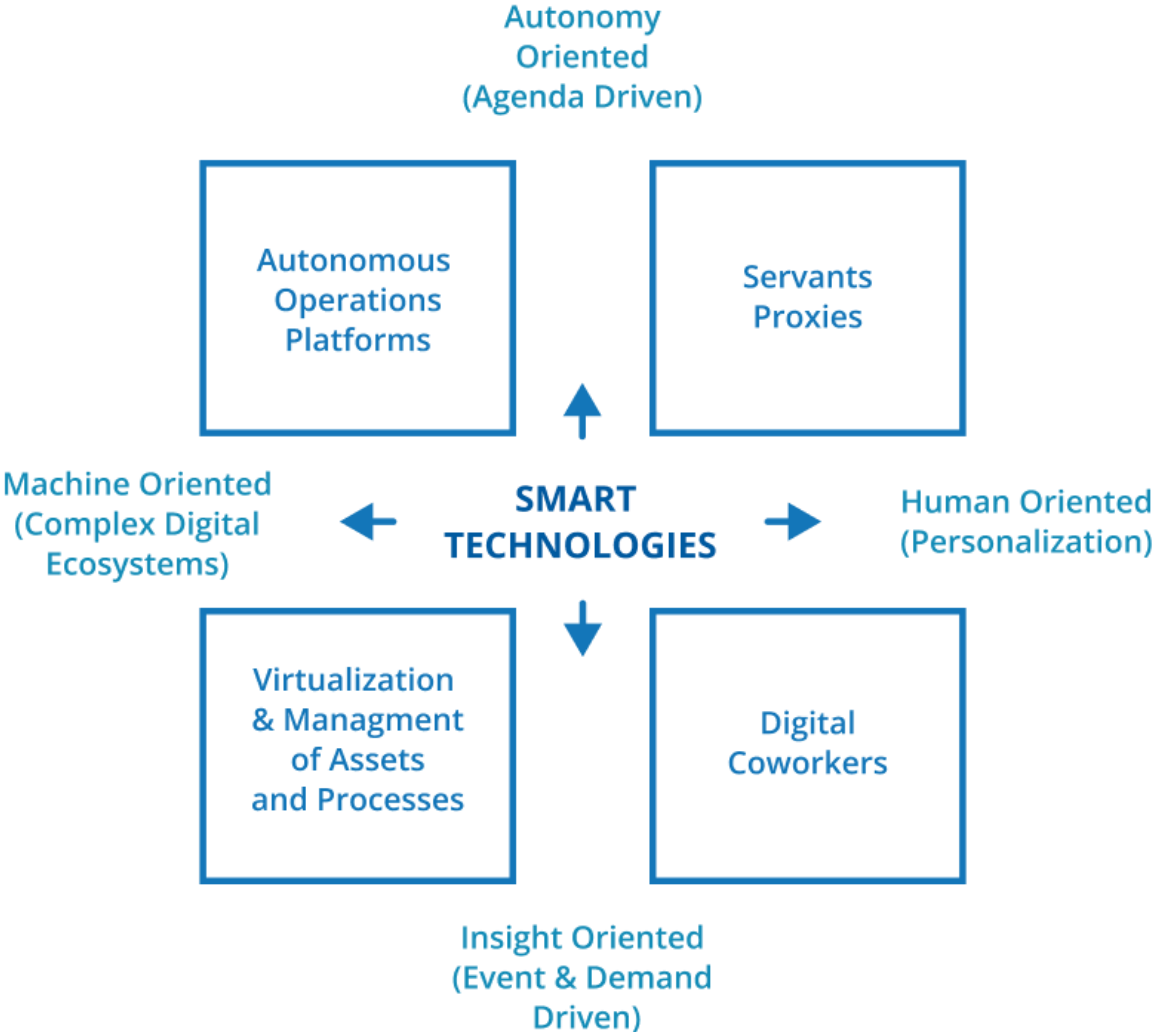 Autonomy
Oriented
(Agenda Driven)
Autonomous
Operations
Platforms
Servants
Proxies
Machine Oriented
(Complex Digital
Ecosystems)
SMART
TECHNOLOGIES
Human Oriented
(Personalization)
Virtualization
& Managment
of Assets
and Processes
Digital
Coworkers
Insight Oriented
(Event & Demand
Driven)